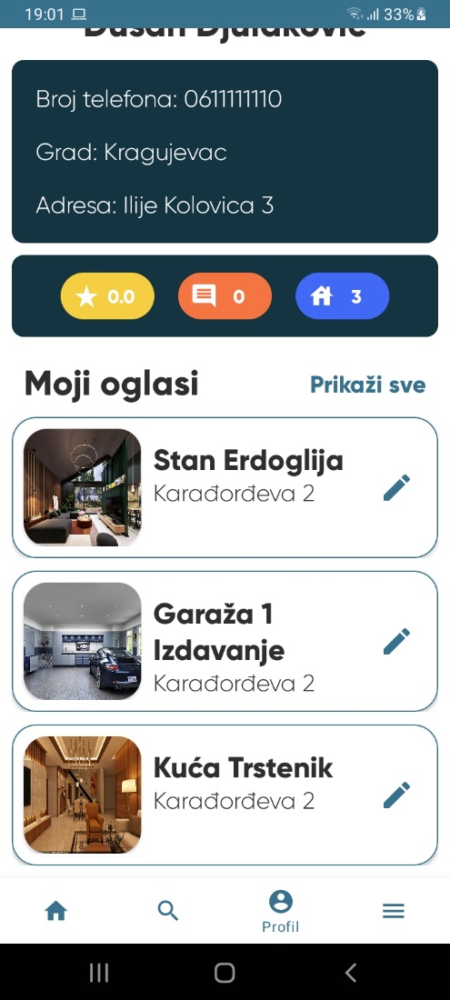 19:01
33%
Broj telefona: 0611111110
Grad: Kragujevac
Adresa: Ilije Kolovica 3
0.0
0
3
Moji oglasi
Prikaži sve
Stan Erdoglija
Karađorđeva 2
Garaža 1
Izdavanje
Karađorđeva 2
Kuća Trstenik
Karađorđeva 2
Profil